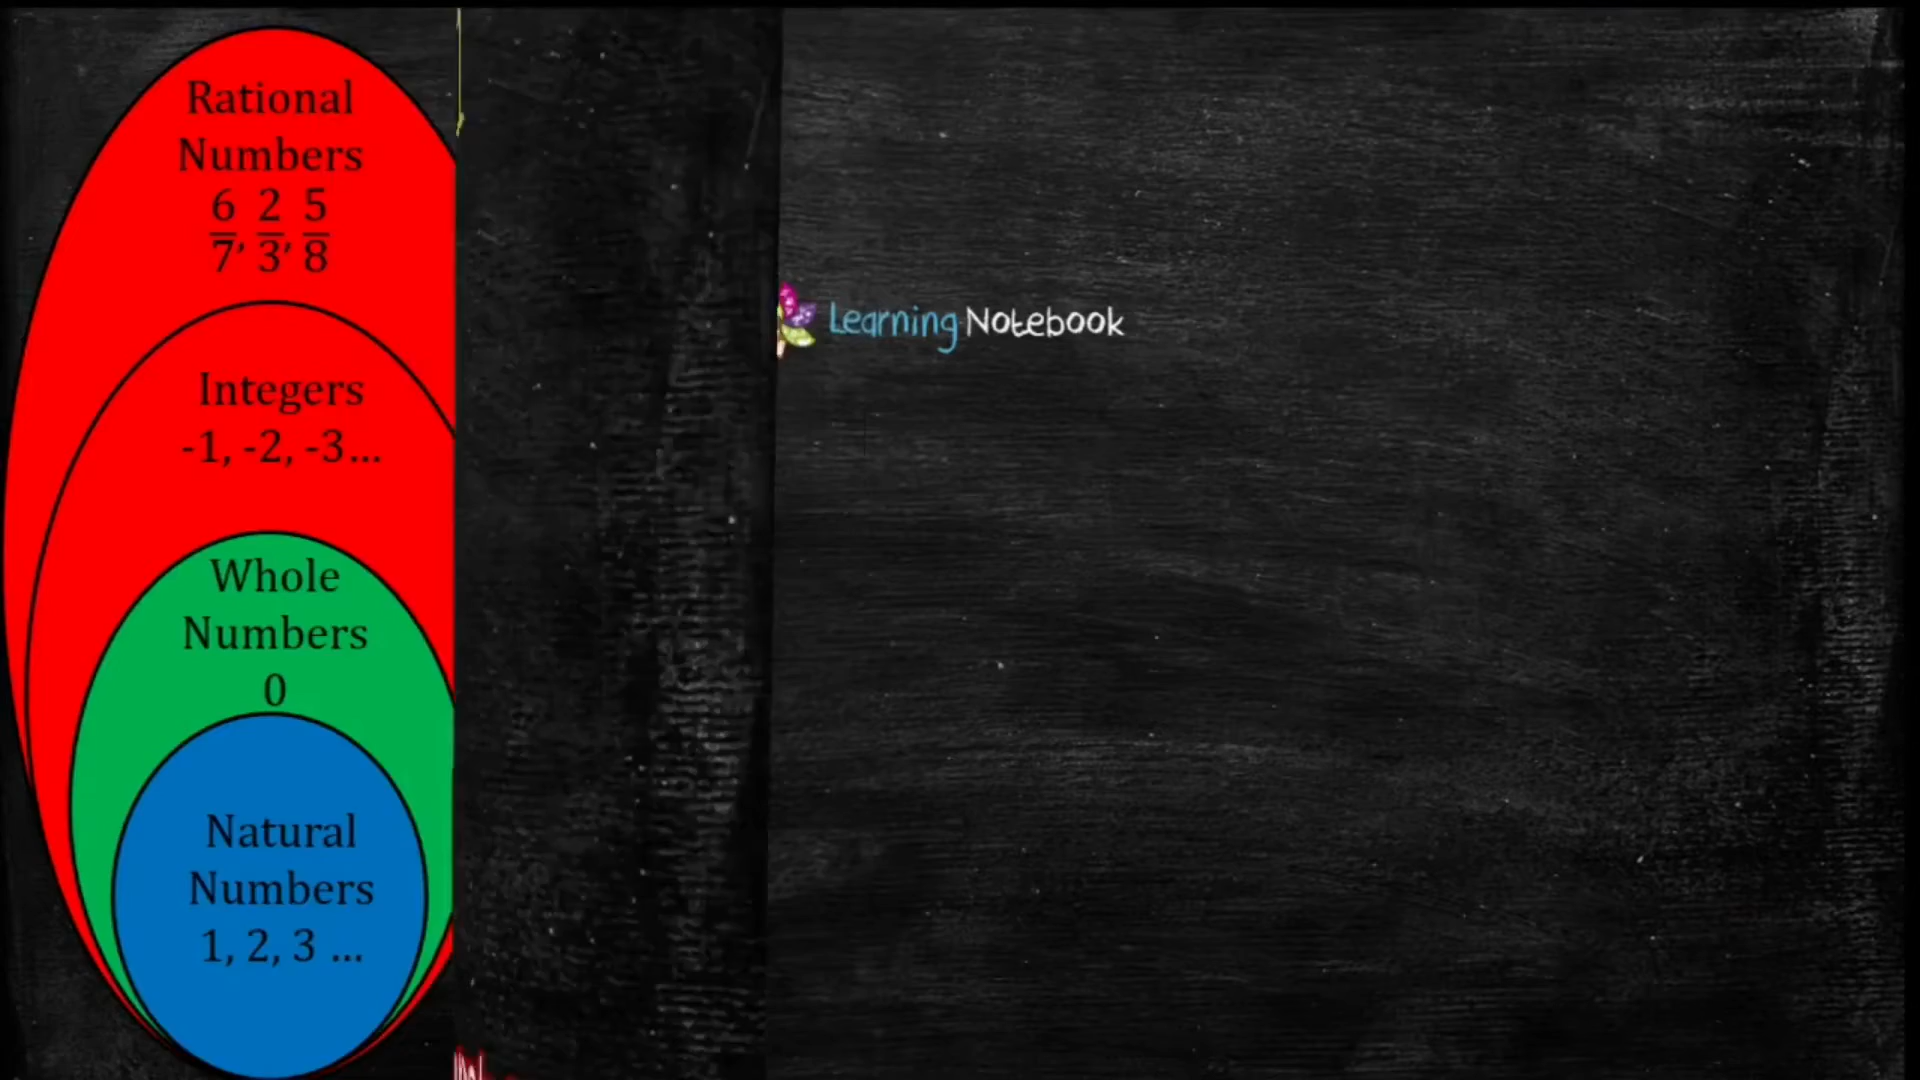 Rational
Numbers
6/7, 2/3, 5/8
Integers
-1, -2, -3...
Whole
Numbers
0
Natural
Numbers
1, 2, 3 ...
Learning Notebook